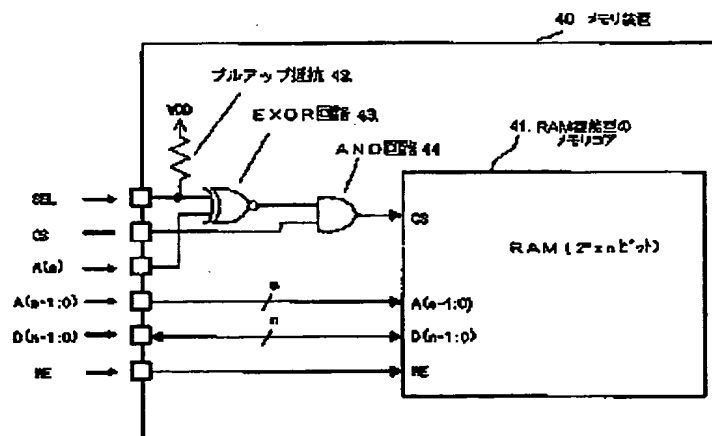 40 メモリ装置
プルアップ抵抗 42
VDD
EXOR回路 43
AND回路 44
41. RAM機能型の
メモリコア
SEL
CS
CS
RAM (2ᵐ×nビット)
A(m)
A(m-1:0)
m
A(m-1:0)
D(n-1:0)
n
D(n-1:0)
WE
WE